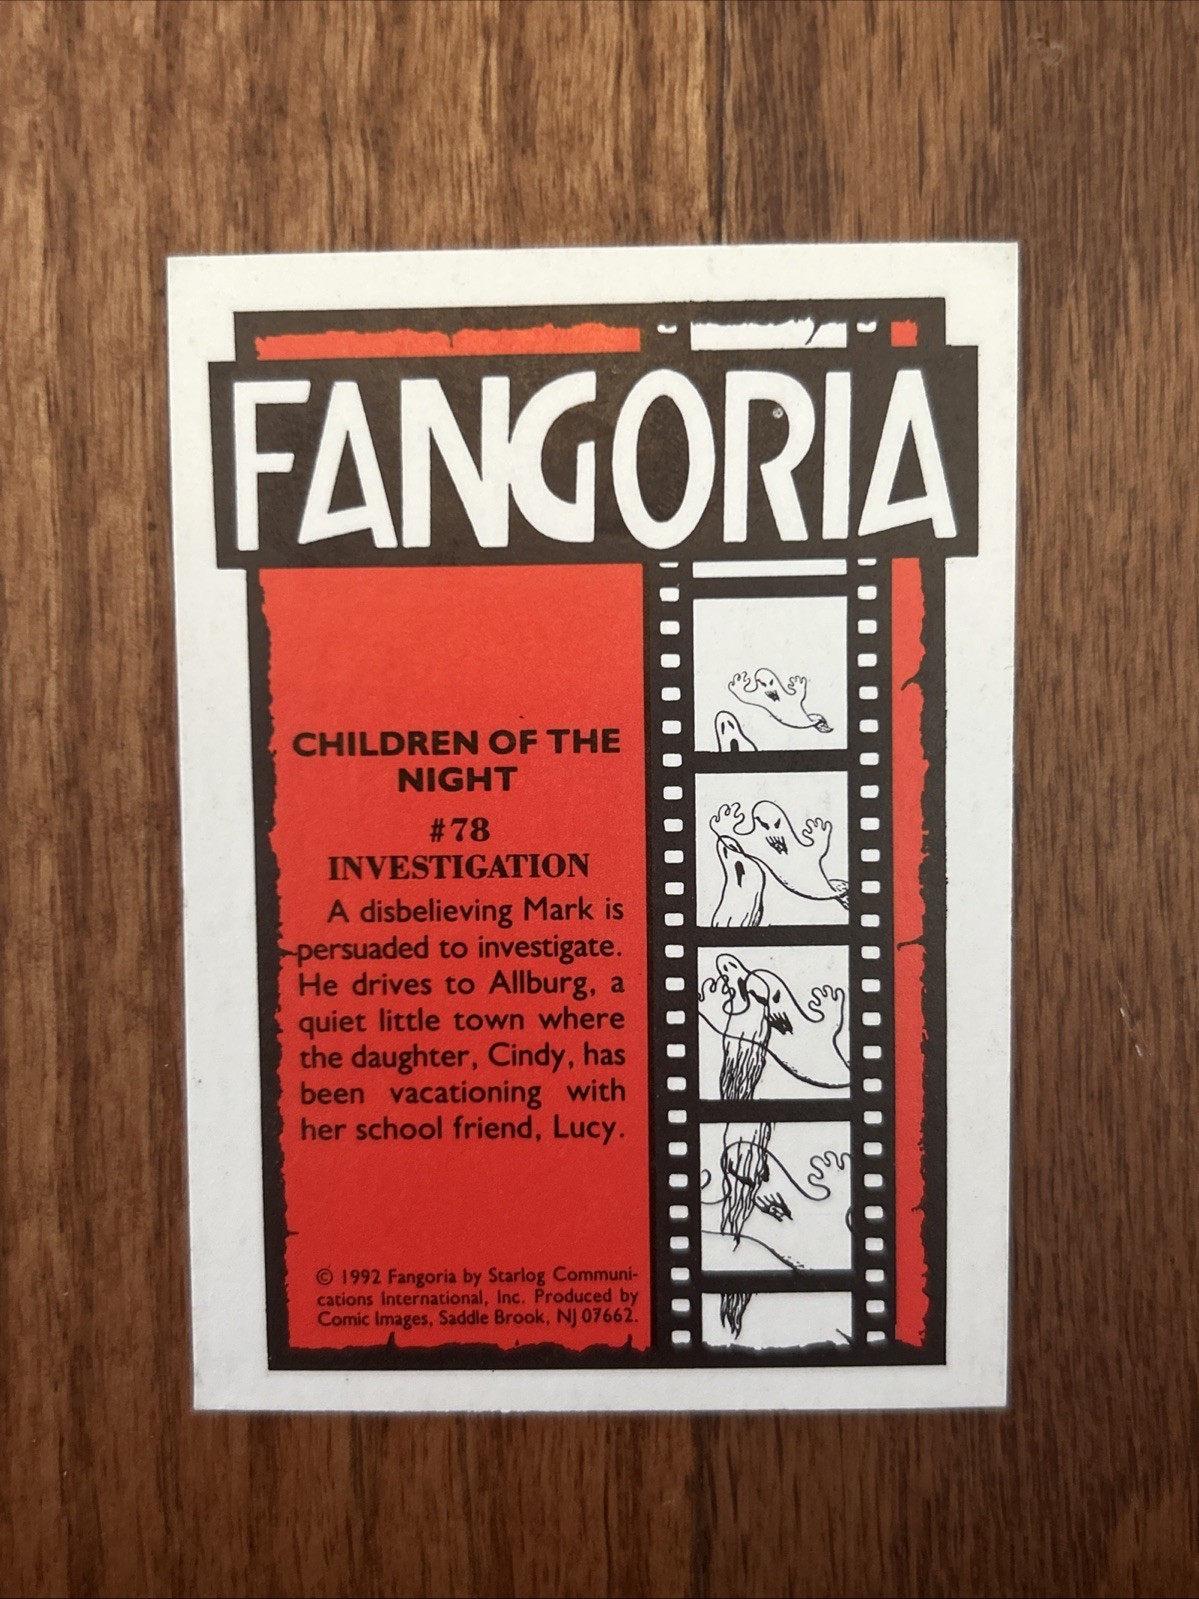 FANGORIA
©
CHILDREN OF THE
NIGHT
#78
INVESTIGATION
A disbelieving Mark is
persuaded to investigate.
He drives to Allburg, a
quiet little town where
the daughter, Cindy, has
been vacationing with
her school friend, Lucy.
© 1992 Fangoria by Starlog Communi-
cations International, Inc. Produced by
Comic Images, Saddle Brook, NJ 07662.